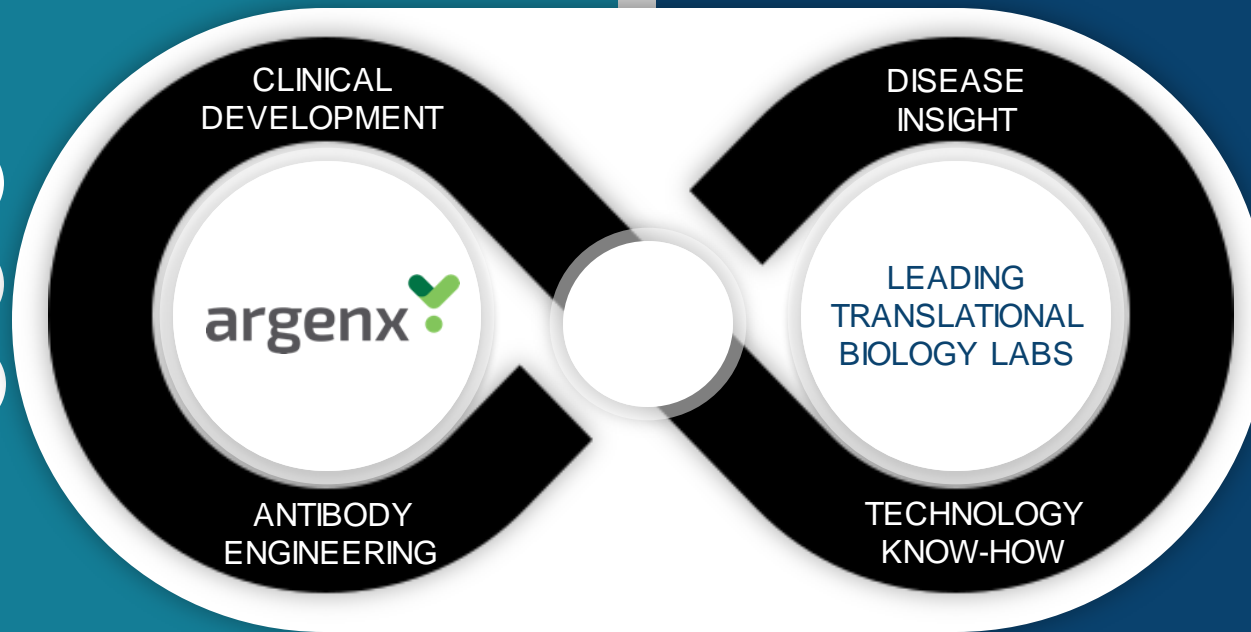 CLINICAL
DEVELOPMENT
DISEASE
INSIGHT
argenx
LEADING
TRANSLATIONAL
BIOLOGY LABS
ANTIBODY
ENGINEERING
TECHNOLOGY
KNOW-HOW